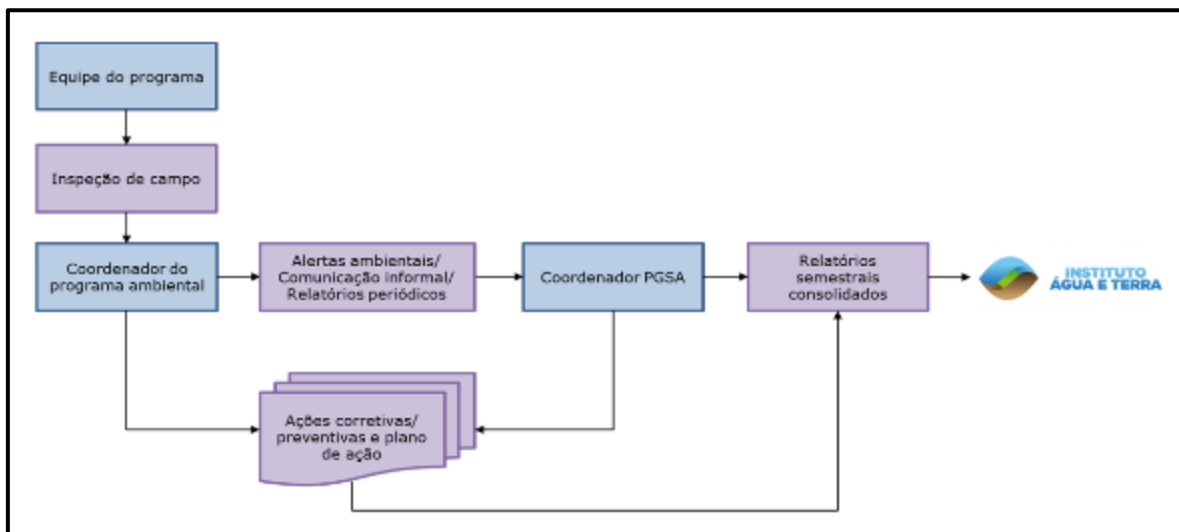 Equipe do programa
Inspeção de campo
Coordenador do
programa ambiental
Alertas ambientais/
Comunicação informal/
Relatórios periódicos
Coordenador PGSA
Relatórios
semestrais
consolidados
INSTITUTO
ÁGUA E TERRA
Ações corretivas/
preventivas e plano
de ação